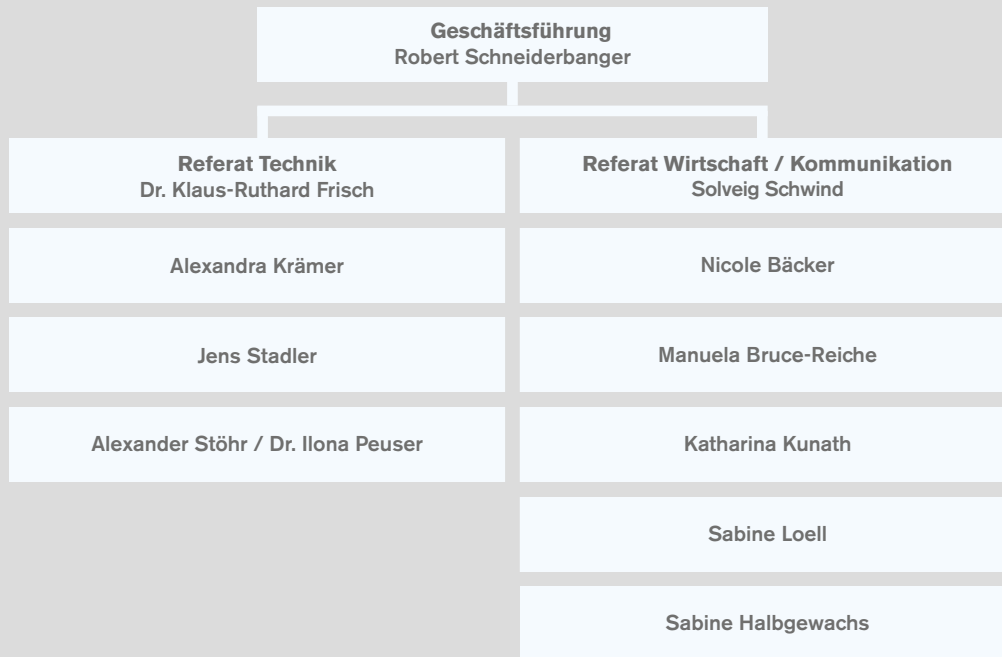 Geschäftsführung
Robert Schneiderbanger
Referat Technik
Dr. Klaus-Ruthard Frisch
Alexandra Krämer
Jens Stadler
Alexander Stöhr / Dr. Ilona Peuser
Referat Wirtschaft / Kommunikation
Solveig Schwind
Nicole Bäcker
Manuela Bruce-Reiche
Katharina Kunath
Sabine Loell
Sabine Halbgewachs